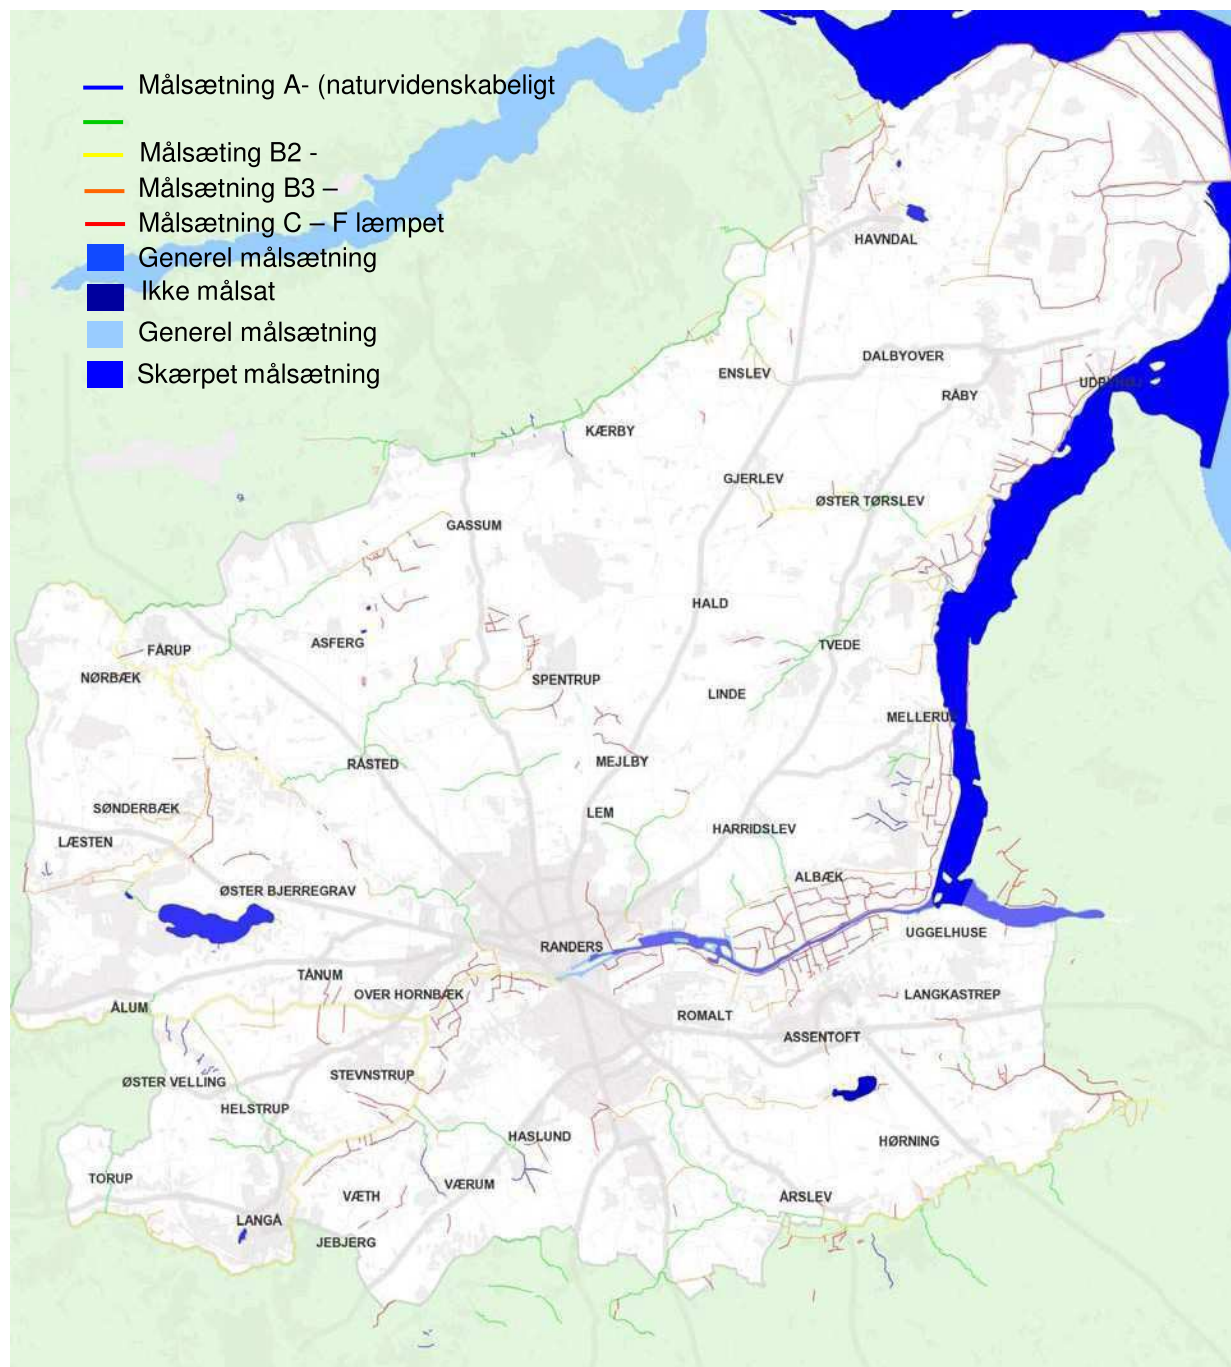 Målsætning A- (naturvidenskabeligt
Målsæting B2 -
Målsætning B3 –
Målsætning C – F læmpet
Generel målsætning
Ikke målsat
Generel målsætning
Skærpet målsætning
HAVNDAL
DALBYOVER
ENSLEV
UDBYHØJ
RÅBY
KÆRBY
GJERLEV
ØSTER TØRSLEV
GASSUM
HALD
ASFERG
TVEDE
FÅRUP
NØRBÆK
SPENTRUP
LINDE
MELLERUP
RÅSTED
MEJLBY
SØNDERBÆK
LEM
HARRIDSLEV
LÆSTEN
ALBÆK
ØSTER BJERREGRAV
UGGELHUSE
RANDERS
TÅNUM
OVER HORNBÆK
LANGKASTREP
ÅLUM
ROMALT
ASSENTOFT
STEVNSTRUP
ØSTER VELLING
HELSTRUP
HASLUND
HØRNING
TORUP
VÆRUM
VÆTH
ÅRSLEV
LANGÅ
JEBJERG